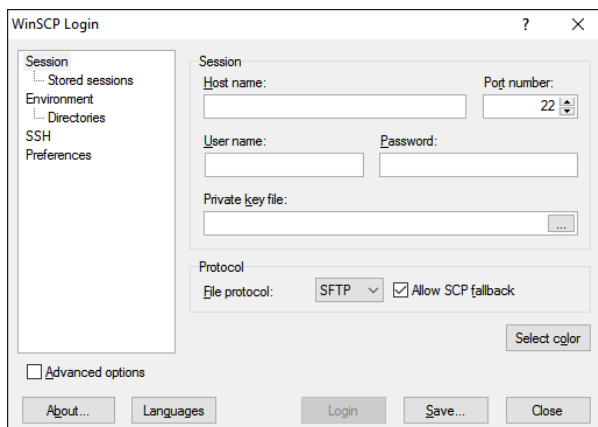 WinSCP Login ?
Session
Stored sessions
Environment
Directories
SSH
Preferences
Session
Host name: Port number:
22
User name: Password:
Private key file:
...
Protocol
File protocol: SFTP Allow SCP fallback
Select color
Advanced options
About... Languages Login Save... Close